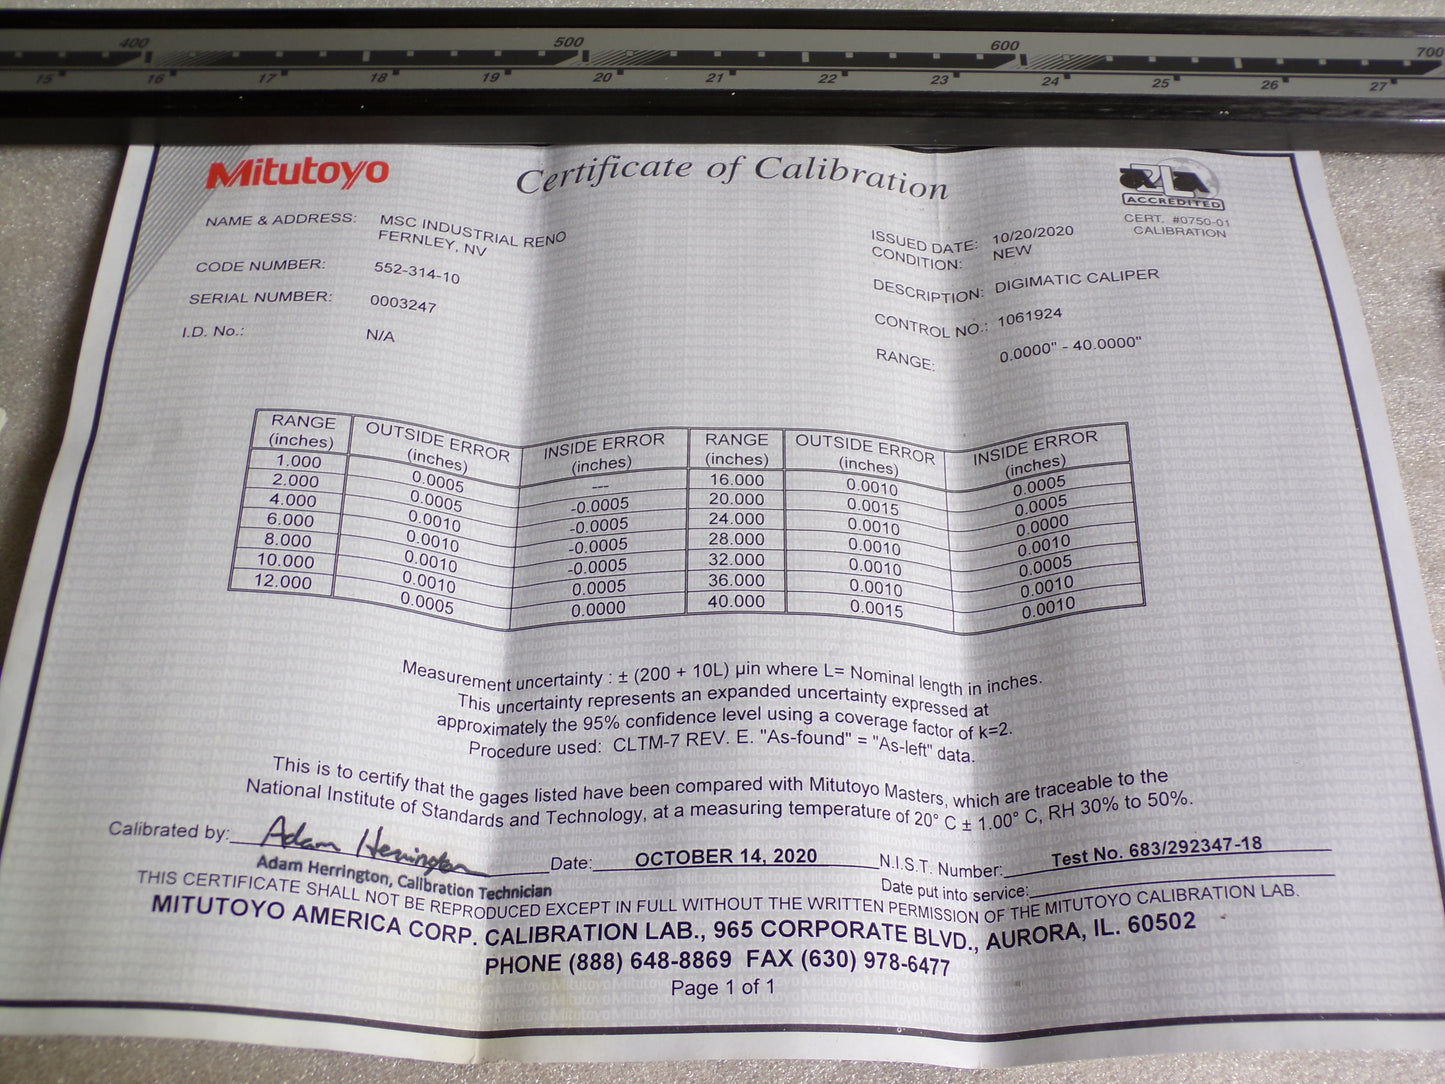 400 500 600 700
15 16 17 18 19 20 21 22 23 24 25 26 27
Mitutoyo
Certificate of Calibration
A2LA
ACCREDITED
CERT. #0750-01
CALIBRATION
NAME & ADDRESS: MSC INDUSTRIAL RENO
FERNLEY, NV
CODE NUMBER: 552-314-10
SERIAL NUMBER: 0003247
I.D. No.: N/A
ISSUED DATE: 10/20/2020
CONDITION: NEW
DESCRIPTION: DIGIMATIC CALIPER
CONTROL NO.: 1061924
RANGE: 0.0000" - 40.0000"
RANGE (inches) OUTSIDE ERROR (inches) INSIDE ERROR (inches) RANGE (inches) OUTSIDE ERROR (inches) INSIDE ERROR (inches)
1.000 0.0005 --- 16.000 0.0010 0.0005
2.000 0.0005 -0.0005 20.000 0.0015 0.0005
4.000 0.0010 -0.0005 24.000 0.0010 0.0000
6.000 0.0010 -0.0005 28.000 0.0010 0.0010
8.000 0.0010 -0.0005 32.000 0.0010 0.0005
10.000 0.0010 0.0005 36.000 0.0010 0.0010
12.000 0.0005 0.0000 40.000 0.0015 0.0010
Measurement uncertainty : ± (200 + 10L) µin where L= Nominal length in inches.
This uncertainty represents an expanded uncertainty expressed at
approximately the 95% confidence level using a coverage factor of k=2.
Procedure used: CLTM-7 REV. E. "As-found" = "As-left" data.
This is to certify that the gages listed have been compared with Mitutoyo Masters, which are traceable to the
National Institute of Standards and Technology, at a measuring temperature of 20° C ± 1.00° C, RH 30% to 50%.
Calibrated by: Adam Herrington Date: OCTOBER 14, 2020 N.I.S.T. Number: Test No. 683/292347-18
Adam Herrington, Calibration Technician
Date put into service:
THIS CERTIFICATE SHALL NOT BE REPRODUCED EXCEPT IN FULL WITHOUT THE WRITTEN PERMISSION OF THE MITUTOYO CALIBRATION LAB.
MITUTOYO AMERICA CORP. CALIBRATION LAB., 965 CORPORATE BLVD., AURORA, IL. 60502
PHONE (888) 648-8869 FAX (630) 978-6477
Page 1 of 1